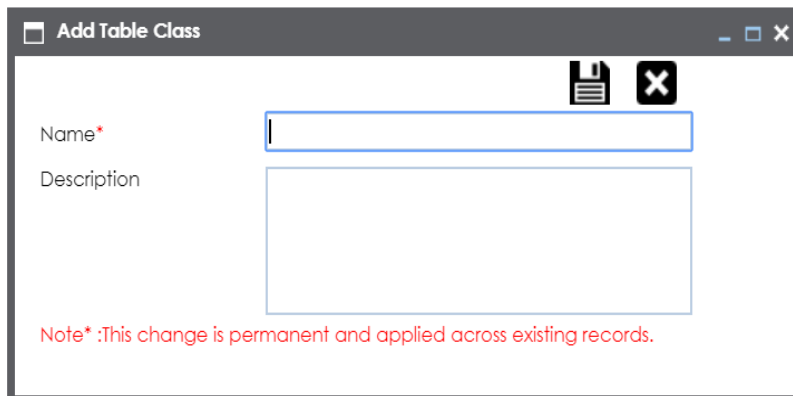 Add Table Class
Name*
Description
Note* :This change is permanent and applied across existing records.